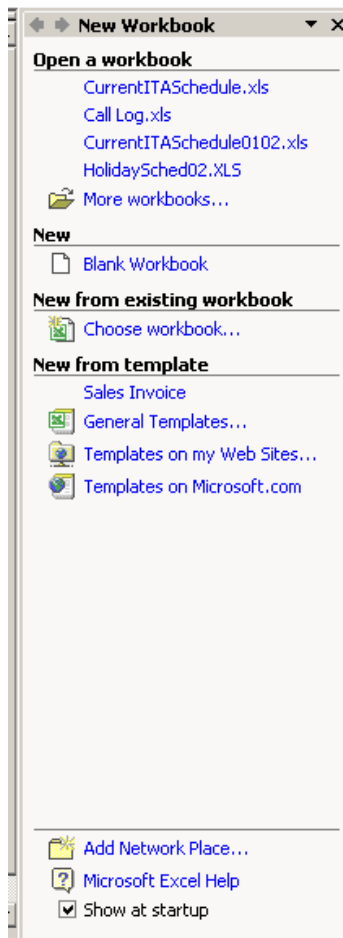 New Workbook
Open a workbook
CurrentITASchedule.xls
Call Log.xls
CurrentITASchedule0102.xls
HolidaySched02.XLS
More workbooks...
New
Blank Workbook
New from existing workbook
Choose workbook...
New from template
Sales Invoice
General Templates...
Templates on my Web Sites...
Templates on Microsoft.com
Add Network Place...
Microsoft Excel Help
Show at startup